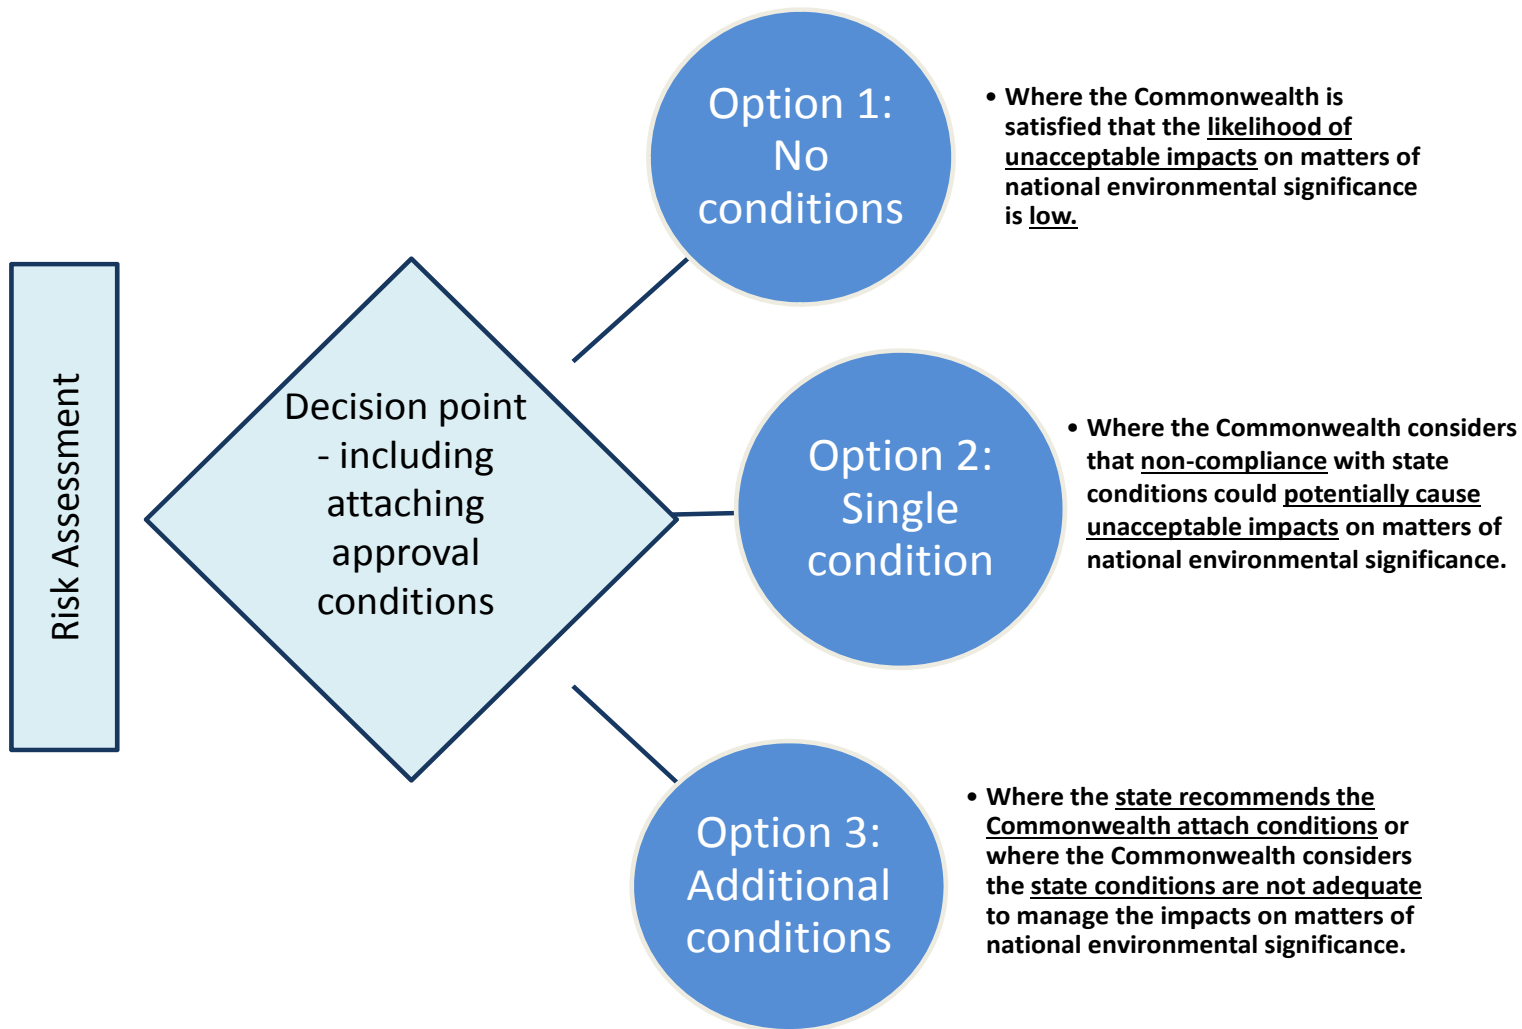 Risk Assessment
Decision point
- including
attaching
approval
conditions
Option 1:
No
conditions
• Where the Commonwealth is
satisfied that the likelihood of
unacceptable impacts on matters of
national environmental significance
is low.
Option 2:
Single
condition
• Where the Commonwealth considers
that non-compliance with state
conditions could potentially cause
unacceptable impacts on matters of
national environmental significance.
Option 3:
Additional
conditions
• Where the state recommends the
Commonwealth attach conditions or
where the Commonwealth considers
the state conditions are not adequate
to manage the impacts on matters of
national environmental significance.